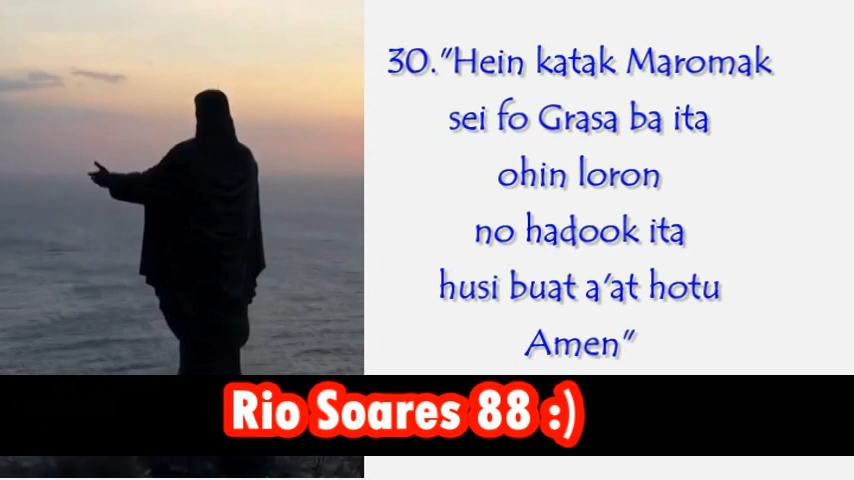 30."Hein katak Maromak
sei fo Grasa ba ita
ohin loron
no hadook ita
husi buat a'at hotu
Amen"
Rio Soares 88 :)